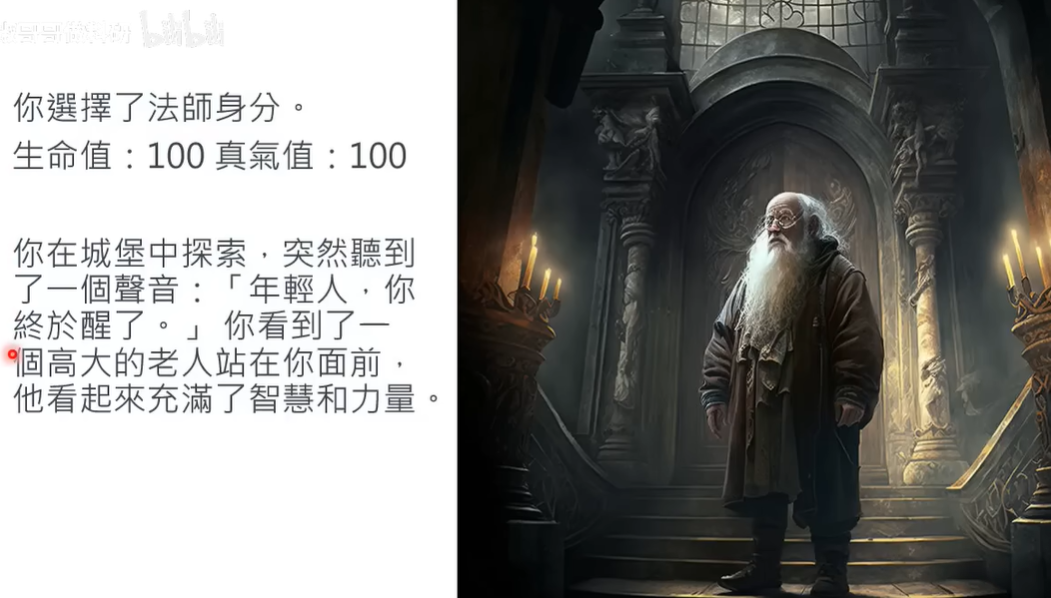 bilibili
你選擇了法師身分。
生命值：100 真氣值：100
你在城堡中探索，突然聽到
了一個聲音：「年輕人，你
終於醒了。」 你看到了一
個高大的老人站在你面前，
他看起來充滿了智慧和力量。